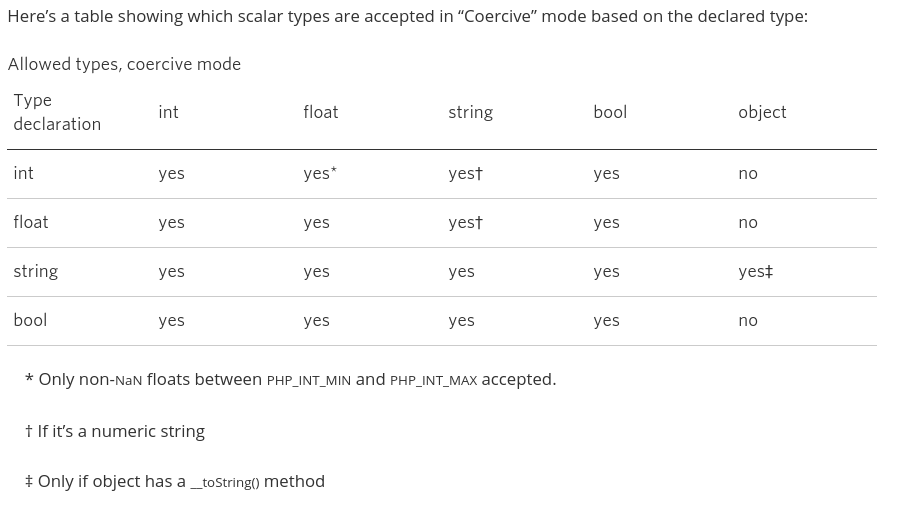 Here’s a table showing which scalar types are accepted in “Coercive” mode based on the declared type:
Allowed types, coercive mode
Type declaration int float string bool object
int yes yes* yes† yes no
float yes yes yes† yes no
string yes yes yes yes yes‡
bool yes yes yes yes no
* Only non-NaN floats between PHP_INT_MIN and PHP_INT_MAX accepted.
† If it’s a numeric string
‡ Only if object has a __toString() method